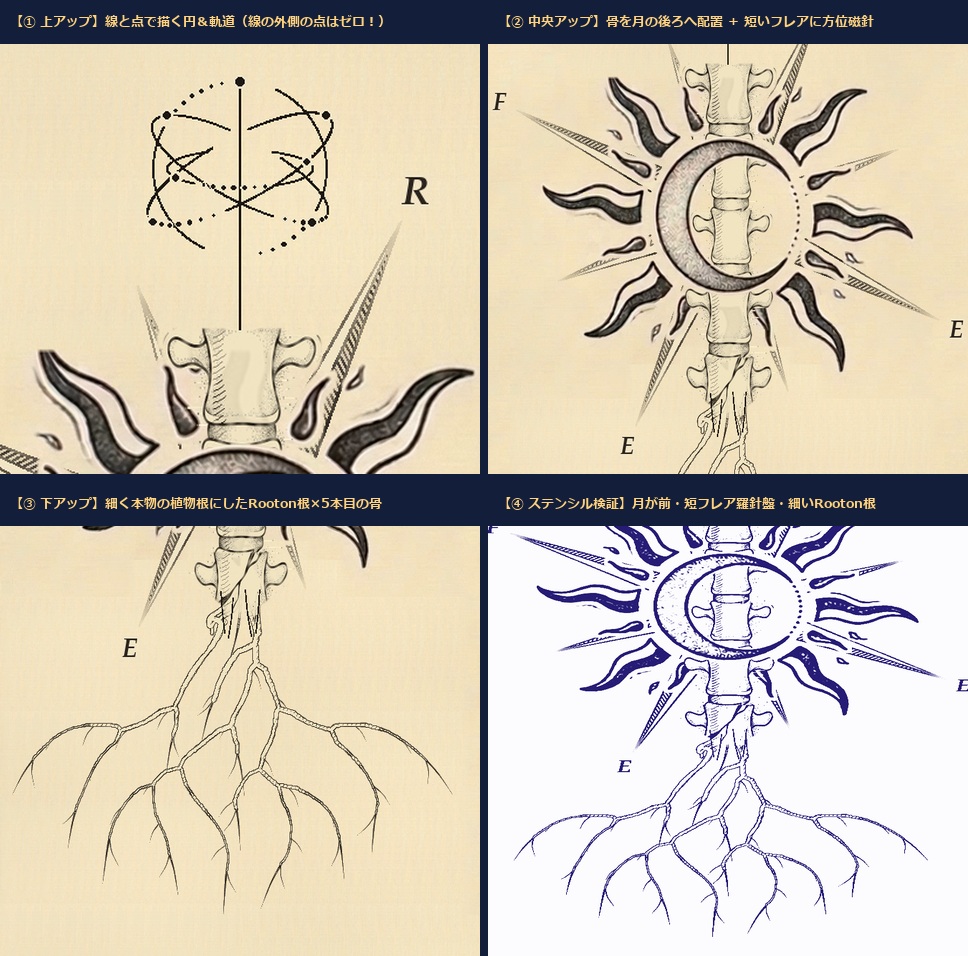 【① 上アップ】線と点で描く円＆軌道（線の外側の点はゼロ！）
【② 中央アップ】骨を月の後ろへ配置 ＋ 短いフレアに方位磁針
R
F
E
E
【③ 下アップ】細く本物の植物根にしたRooton根×5本目の骨
【④ ステンシル検証】月が前・短フレア羅針盤・細いRooton根
E
F
E
E